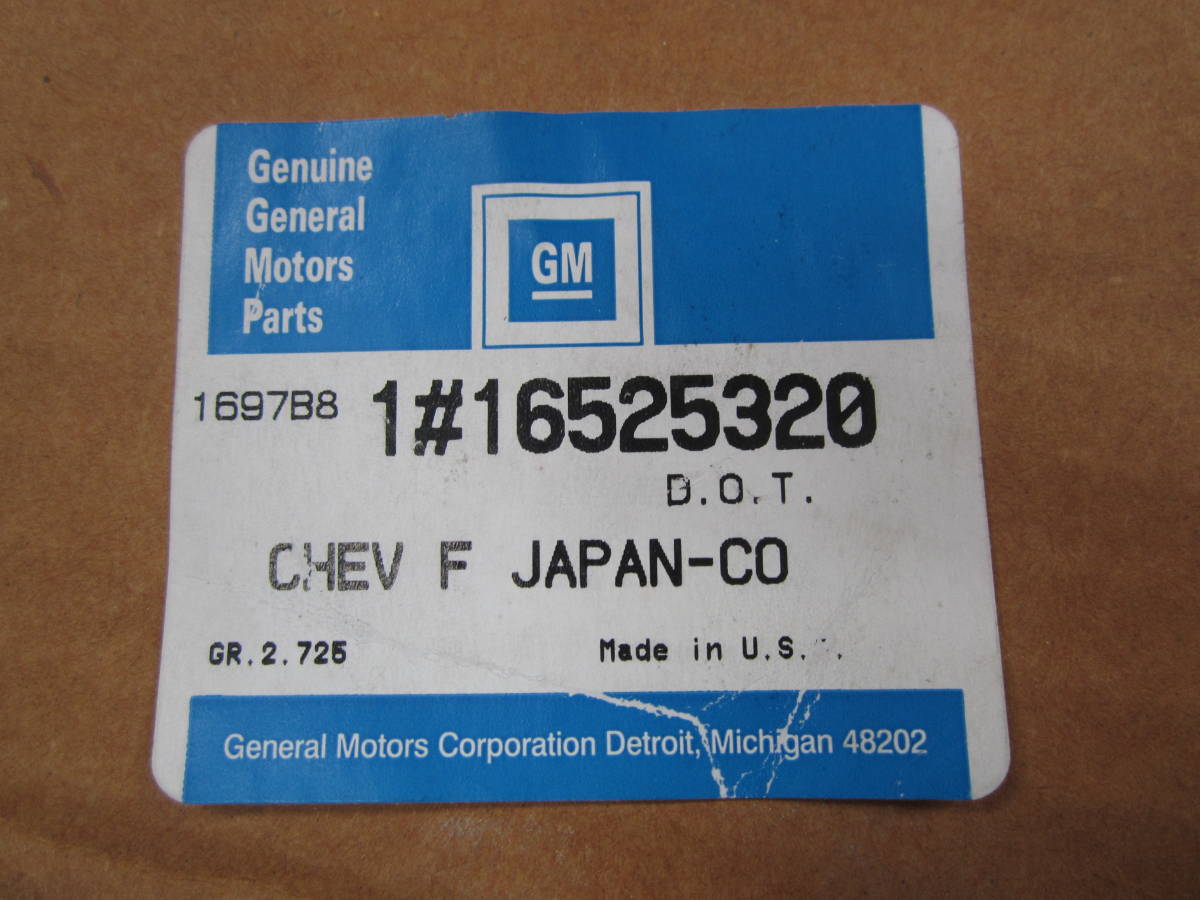 Genuine
General
Motors
Parts
GM
1697B8 1#16525320
D.O.T.
CHEV F JAPAN-CO
GR.2.725 Made in U.S.
General Motors Corporation Detroit, Michigan 48202